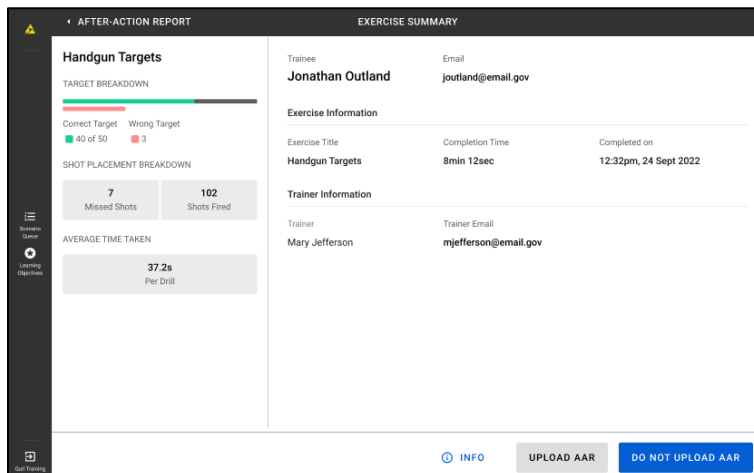 AFTER-ACTION REPORT
EXERCISE SUMMARY
Handgun Targets
TARGET BREAKDOWN
Correct Target Wrong Target
40 of 50 3
SHOT PLACEMENT BREAKDOWN
7 102
Missed Shots Shots Fired
AVERAGE TIME TAKEN
37.2s
Per Drill
Scenario
Queue
Learning
Objectives
Quit Training
Trainee Email
Jonathan Outland joutland@email.gov
Exercise Information
Exercise Title Completion Time Completed on
Handgun Targets 8min 12sec 12:32pm, 24 Sept 2022
Trainer Information
Trainer Trainer Email
Mary Jefferson mjefferson@email.gov
INFO UPLOAD AAR DO NOT UPLOAD AAR